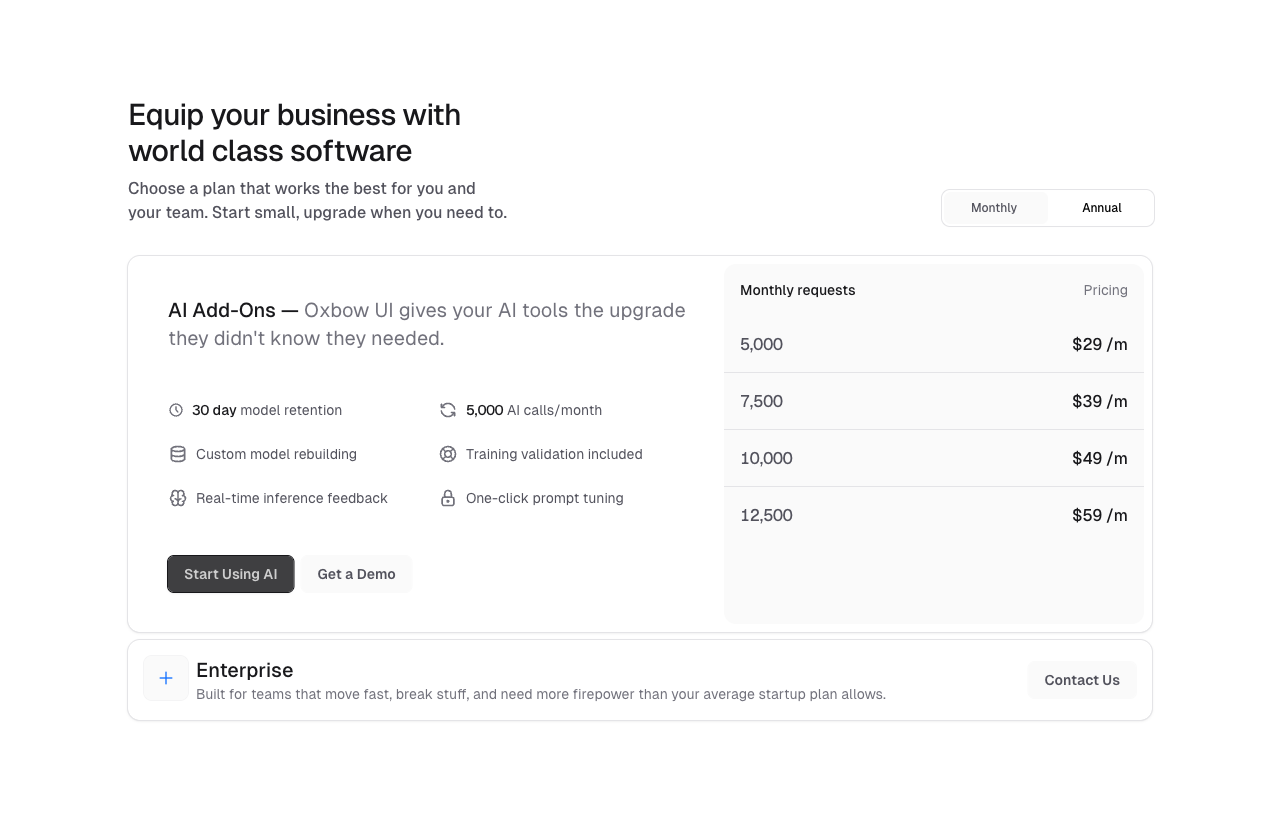 Equip your business with
world class software
Choose a plan that works the best for you and
your team. Start small, upgrade when you need to.
Monthly
Annual
AI Add-Ons — Oxbow UI gives your AI tools the upgrade
they didn't know they needed.
30 day model retention
5,000 AI calls/month
Custom model rebuilding
Training validation included
Real-time inference feedback
One-click prompt tuning
Start Using AI
Get a Demo
Monthly requests
Pricing
5,000
$29 /m
7,500
$39 /m
10,000
$49 /m
12,500
$59 /m
Enterprise
Built for teams that move fast, break stuff, and need more firepower than your average startup plan allows.
Contact Us